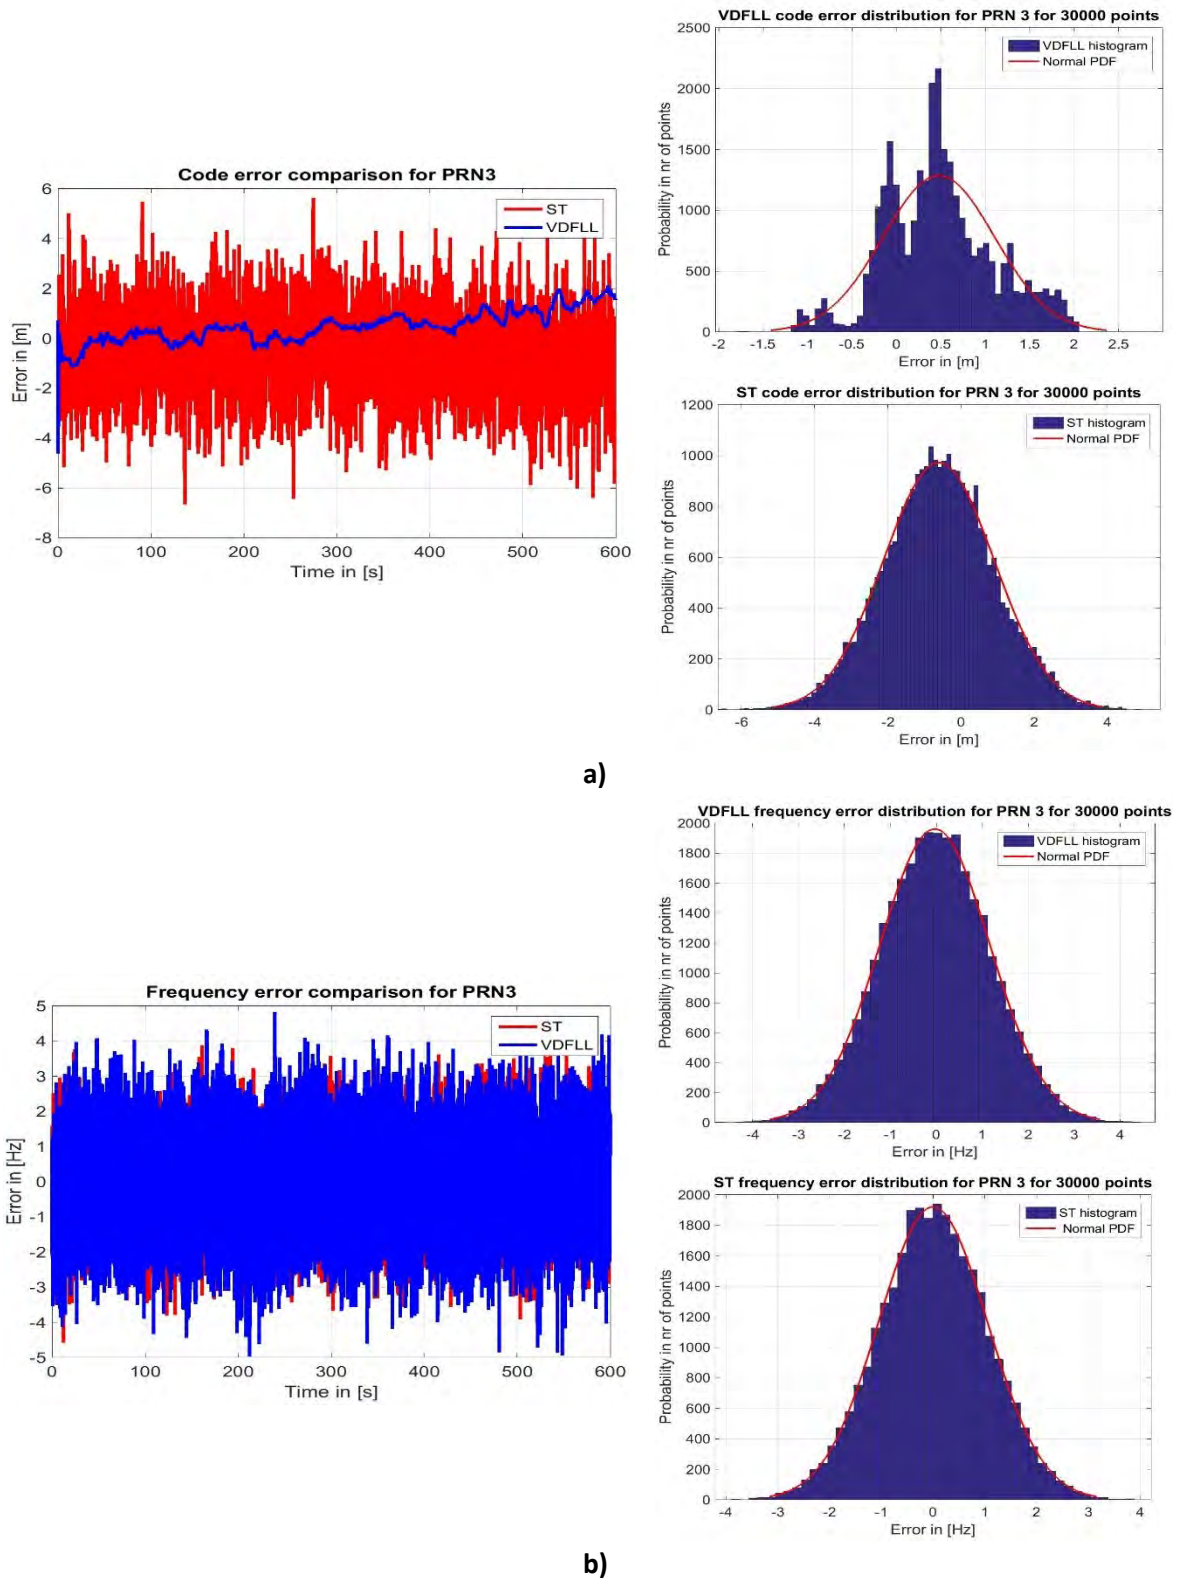 Code error comparison for PRN3
Error in [m]
6
4
2
0
-2
-4
-6
-8
ST
VDFLL
0 100 200 300 400 500 600
Time in [s]
VDFLL code error distribution for PRN 3 for 30000 points
Probability in nr of points
2500
2000
1500
1000
500
0
VDFLL histogram
Normal PDF
-2 -1.5 -1 -0.5 0 0.5 1 1.5 2 2.5
Error in [m]
ST code error distribution for PRN 3 for 30000 points
Probability in nr of points
1200
1000
800
600
400
200
0
ST histogram
Normal PDF
-6 -4 -2 0 2 4
Error in [m]
a)
Frequency error comparison for PRN3
Error in [Hz]
5
4
3
2
1
0
-1
-2
-3
-4
-5
ST
VDFLL
0 100 200 300 400 500 600
Time in [s]
VDFLL frequency error distribution for PRN 3 for 30000 points
Probability in nr of points
2000
1800
1600
1400
1200
1000
800
600
400
200
0
VDFLL histogram
Normal PDF
-4 -3 -2 -1 0 1 2 3 4
Error in [Hz]
ST frequency error distribution for PRN 3 for 30000 points
Probability in nr of points
2000
1800
1600
1400
1200
1000
800
600
400
200
0
ST histogram
Normal PDF
-4 -3 -2 -1 0 1 2 3 4
Error in [Hz]
b)